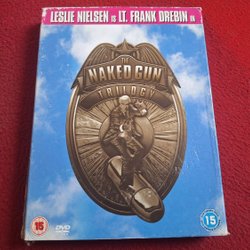 LESLIE NIELSEN IS LT. FRANK DREBIN IN
THE
NAKED GUN
TRILOGY
15
DVD
15